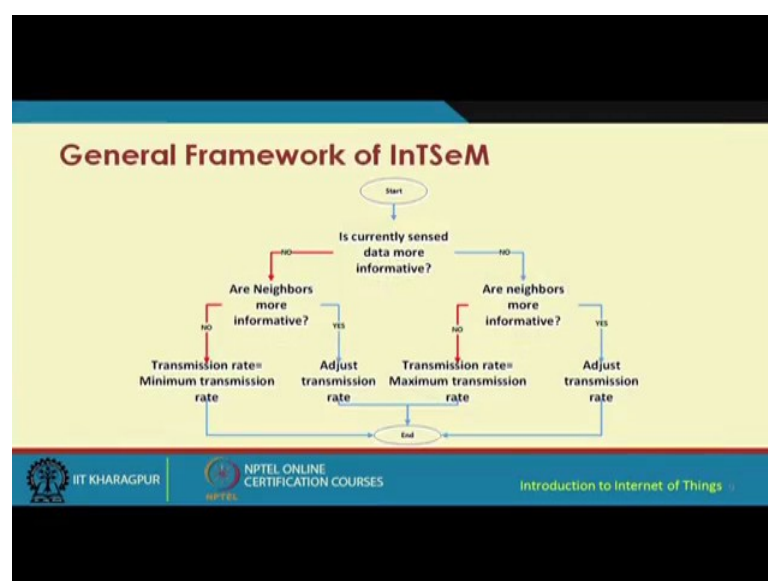 General Framework of InTSeM
Start
Is currently sensed
data more
informative?
NO
NO
Are Neighbors
more
informative?
Are neighbors
more
informative?
NO
YES
NO
YES
Transmission rate=
Minimum transmission
rate
Adjust
transmission
rate
Transmission rate=
Maximum transmission
rate
Adjust
transmission
rate
End
IIT KHARAGPUR
NPTEL
NPTEL ONLINE
CERTIFICATION COURSES
Introduction to Internet of Things